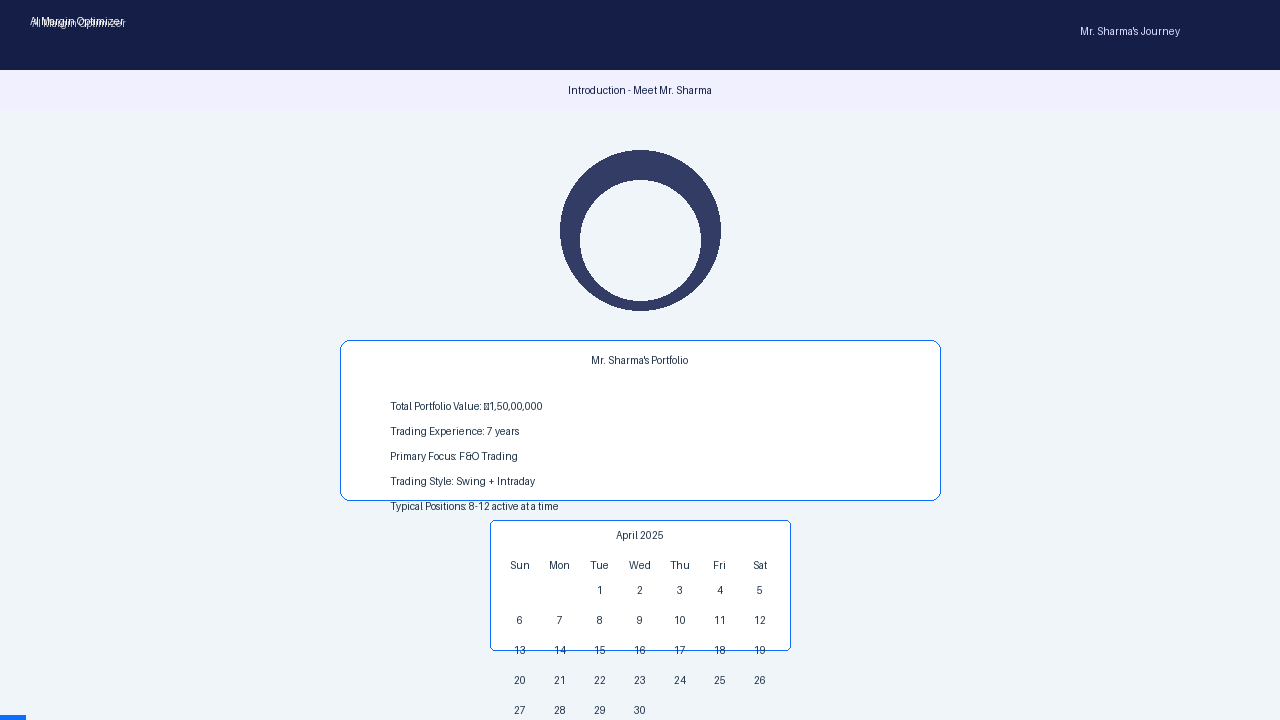 AI Margin Optimizer
Mr. Sharma's Journey
Introduction - Meet Mr. Sharma
Mr. Sharma's Portfolio
Total Portfolio Value: 1,50,00,000
Trading Experience: 7 years
Primary Focus: F&O Trading
Trading Style: Swing + Intraday
Typical Positions: 8-12 active at a time
April 2025
Sun Mon Tue Wed Thu Fri Sat
1 2 3 4 5
6 7 8 9 10 11 12
13 14 15 16 17 18 19
20 21 22 23 24 25 26
27 28 29 30